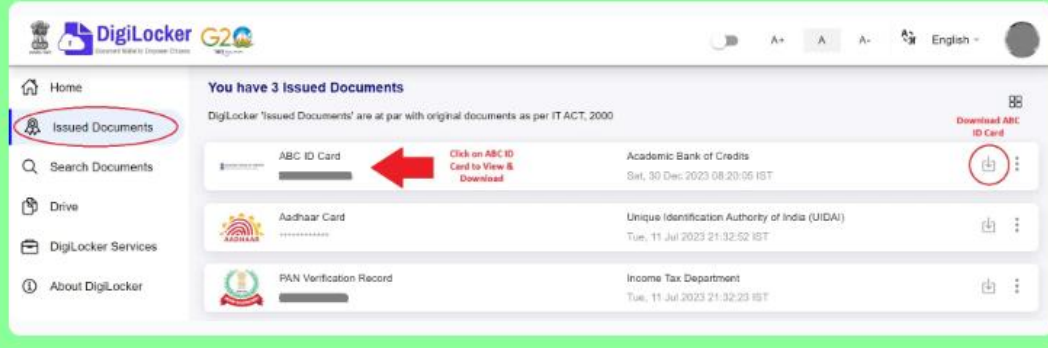 DigiLocker
G20
A+
A
A-
English
Home
Issued Documents
Search Documents
Drive
DigiLocker Services
About DigiLocker
You have 3 Issued Documents
DigiLocker 'Issued Documents' are at par with original documents as per IT ACT, 2000
Download ABC
ID Card
ABC ID Card
Click on ABC ID
Card to View &
Download
Academic Bank of Credits
Sat, 30 Dec 2023 08:20:05 IST
AADHAAR
Aadhaar Card
************
Unique Identification Authority of India (UIDAI)
Tue, 11 Jul 2023 21:32:52 IST
PAN Verification Record
Income Tax Department
Tue, 11 Jul 2023 21:32:23 IST